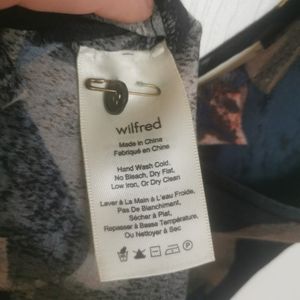 wilfred
Made in China
Fabriqué en Chine
Hand Wash Cold,
No Bleach, Dry Flat,
Low Iron, Or Dry Clean
Laver à La Main à L'eau Froide,
Pas De Blanchiment,
Sécher à Plat,
Repasser à Basse Température,
Ou Nettoyer à Sec